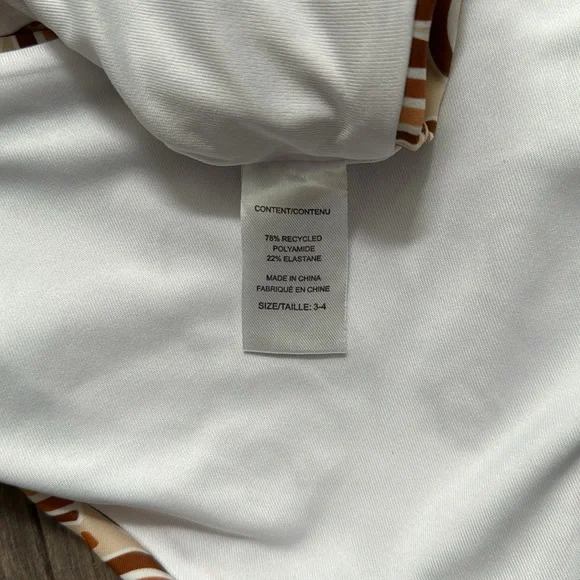 CONTENT/CONTENU
78% RECYCLED
POLYAMIDE
22% ELASTANE
MADE IN CHINA
FABRIQUÉ EN CHINE
SIZE/TAILLE: 3-4